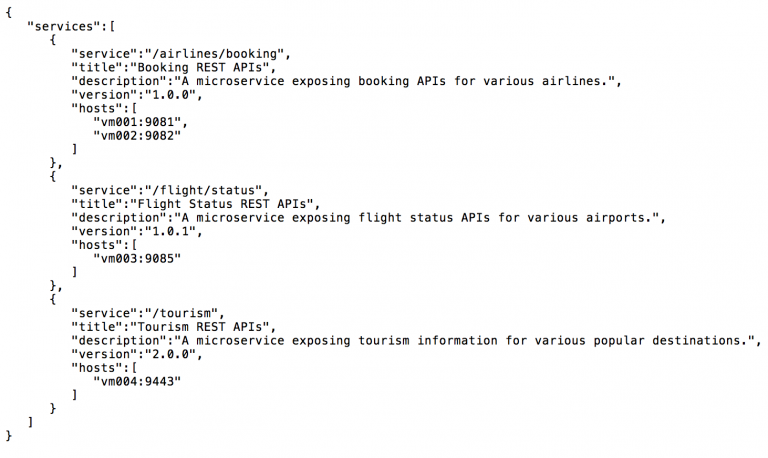 {
   "services":[
      {
         "service":"/airlines/booking",
         "title":"Booking REST APIs",
         "description":"A microservice exposing booking APIs for various airlines.",
         "version":"1.0.0",
         "hosts":[
            "vm001:9081",
            "vm002:9082"
         ]
      },
      {
         "service":"/flight/status",
         "title":"Flight Status REST APIs",
         "description":"A microservice exposing flight status APIs for various airports.",
         "version":"1.0.1",
         "hosts":[
            "vm003:9085"
         ]
      },
      {
         "service":"/tourism",
         "title":"Tourism REST APIs",
         "description":"A microservice exposing tourism information for various popular destinations.",
         "version":"2.0.0",
         "hosts":[
            "vm004:9443"
         ]
      }
   ]
}